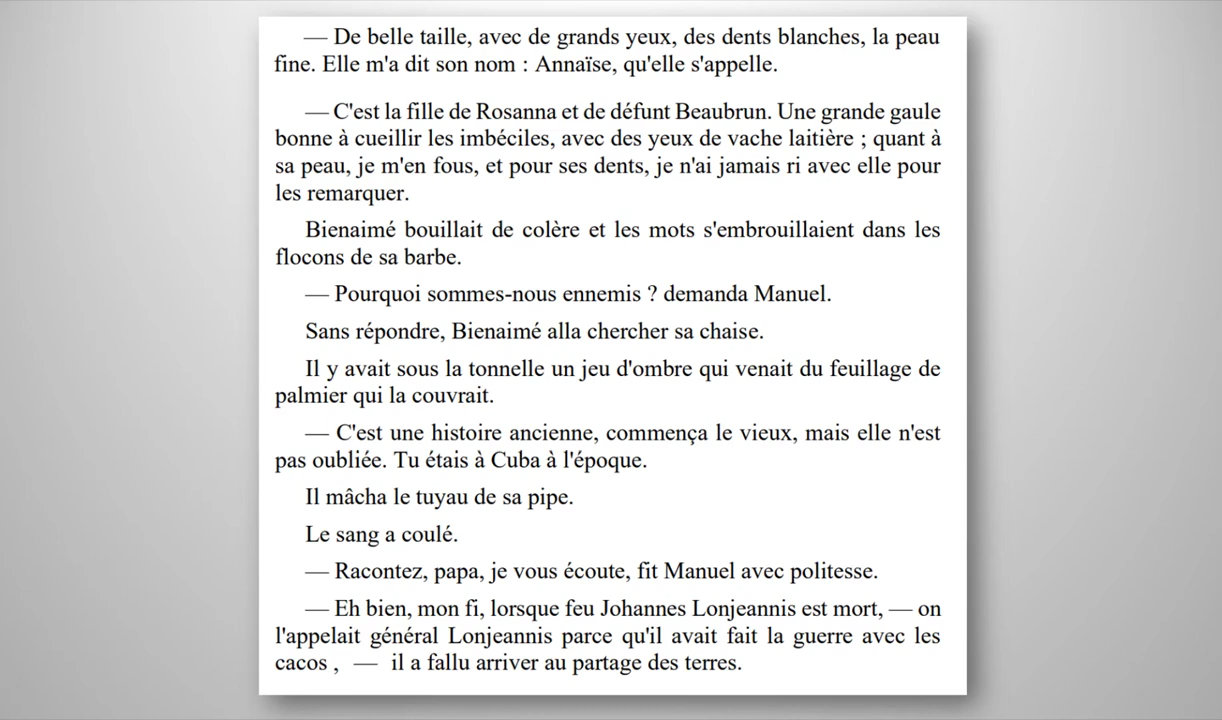 — De belle taille, avec de grands yeux, des dents blanches, la peau
fine. Elle m'a dit son nom : Annaïse, qu'elle s'appelle.
— C'est la fille de Rosanna et de défunt Beaubrun. Une grande gaule
bonne à cueillir les imbéciles, avec des yeux de vache laitière ; quant à
sa peau, je m'en fous, et pour ses dents, je n'ai jamais ri avec elle pour
les remarquer.
Bienaimé bouillait de colère et les mots s'embrouillaient dans les
flocons de sa barbe.
— Pourquoi sommes-nous ennemis ? demanda Manuel.
Sans répondre, Bienaimé alla chercher sa chaise.
Il y avait sous la tonnelle un jeu d'ombre qui venait du feuillage de
palmier qui la couvrait.
— C'est une histoire ancienne, commença le vieux, mais elle n'est
pas oubliée. Tu étais à Cuba à l'époque.
Il mâcha le tuyau de sa pipe.
Le sang a coulé.
— Racontez, papa, je vous écoute, fit Manuel avec politesse.
— Eh bien, mon fi, lorsque feu Johannes Lonjeannis est mort, — on
l'appelait général Lonjeannis parce qu'il avait fait la guerre avec les
cacos , — il a fallu arriver au partage des terres.